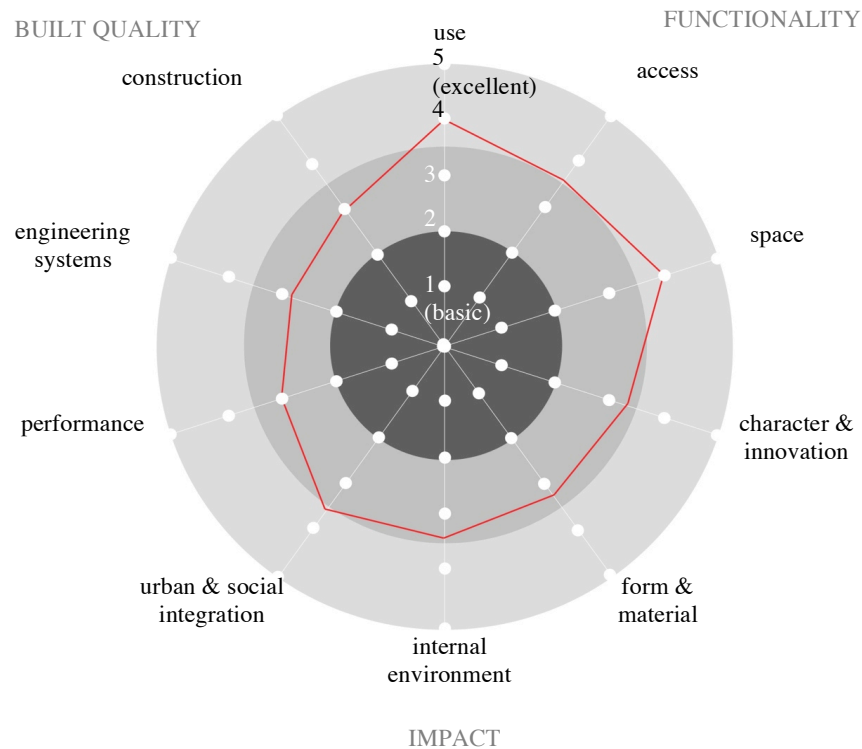 BUILT QUALITY
FUNCTIONALITY
use
5
(excellent)
4
construction
access
3
2
engineering
systems
space
1
(basic)
performance
character &
innovation
urban & social
integration
form &
material
internal
environment
IMPACT